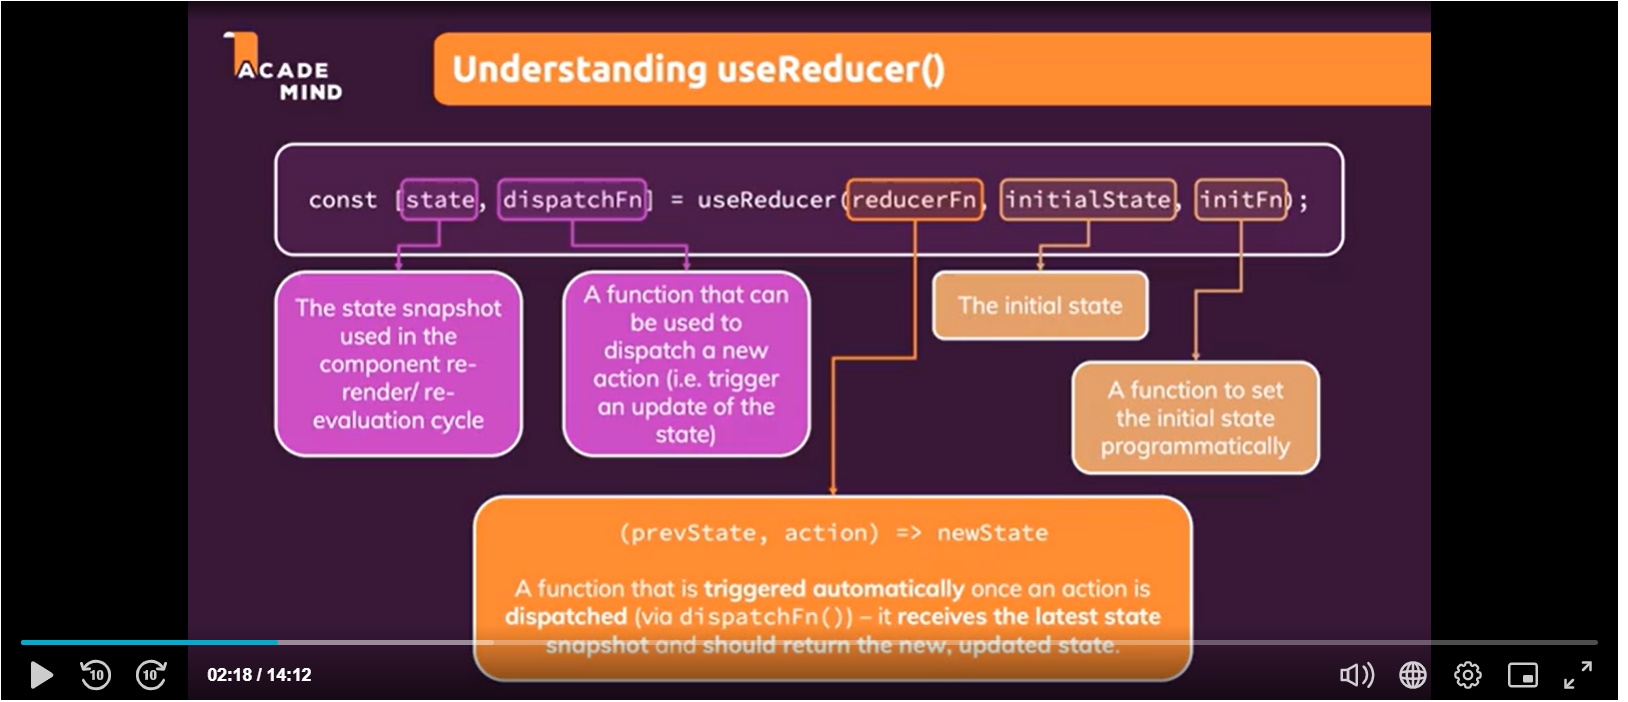 ACADE
MIND
Understanding useReducer()
const [state, dispatchFn] = useReducer(reducerFn, initialState, initFn);
The state snapshot
used in the
component re-
render/ re-
evaluation cycle
A function that can
be used to
dispatch a new
action (i.e. trigger
an update of the
state)
The initial state
A function to set
the initial state
programmatically
(prevState, action) => newState
A function that is triggered automatically once an action is
dispatched (via dispatchFn()) – it receives the latest state
snapshot and should return the new, updated state.
10
10
02:18 / 14:12